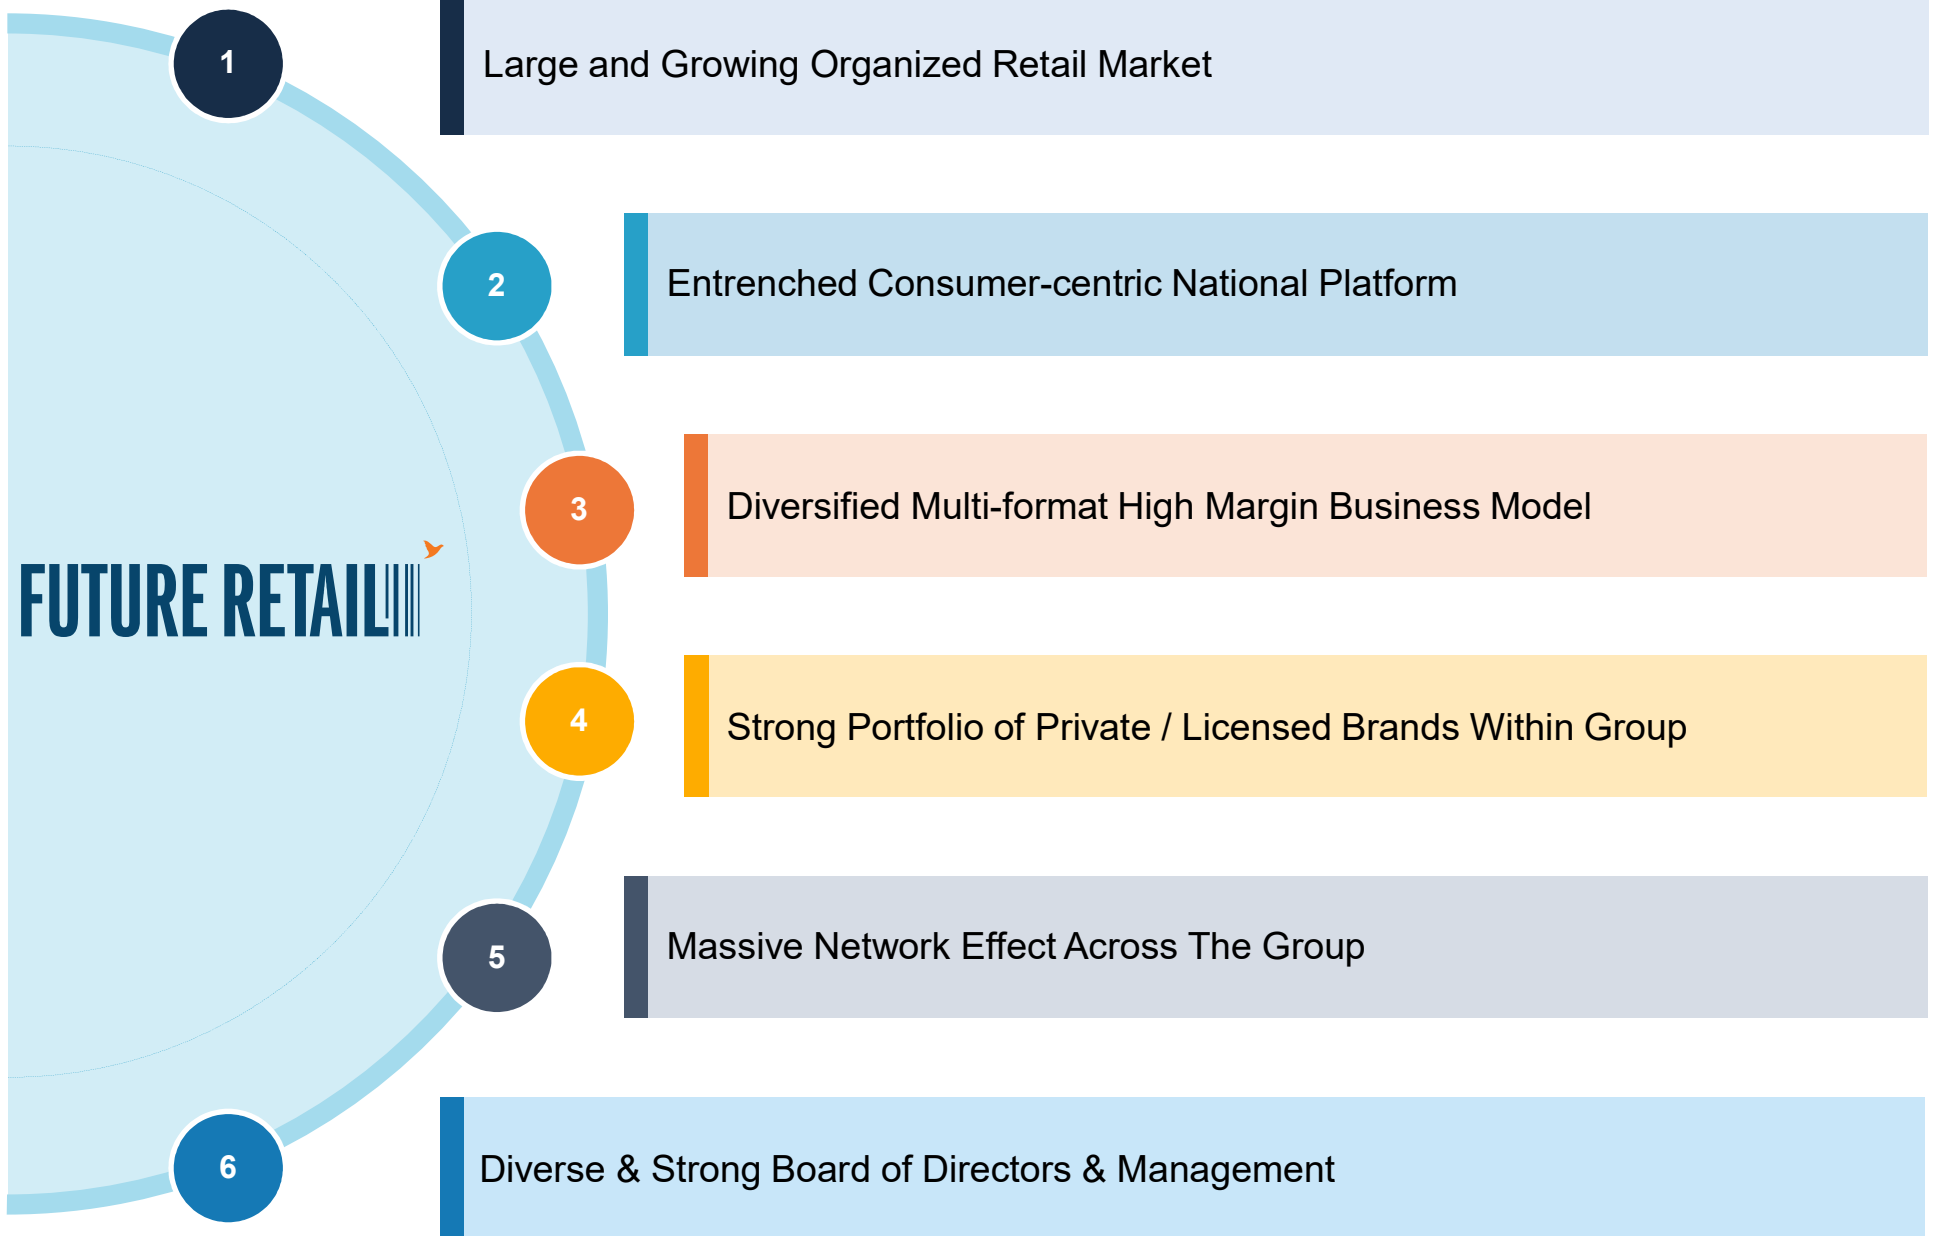 1
Large and Growing Organized Retail Market
2
Entrenched Consumer-centric National Platform
3
Diversified Multi-format High Margin Business Model
FUTURE RETAIL
4
Strong Portfolio of Private / Licensed Brands Within Group
5
Massive Network Effect Across The Group
6
Diverse & Strong Board of Directors & Management